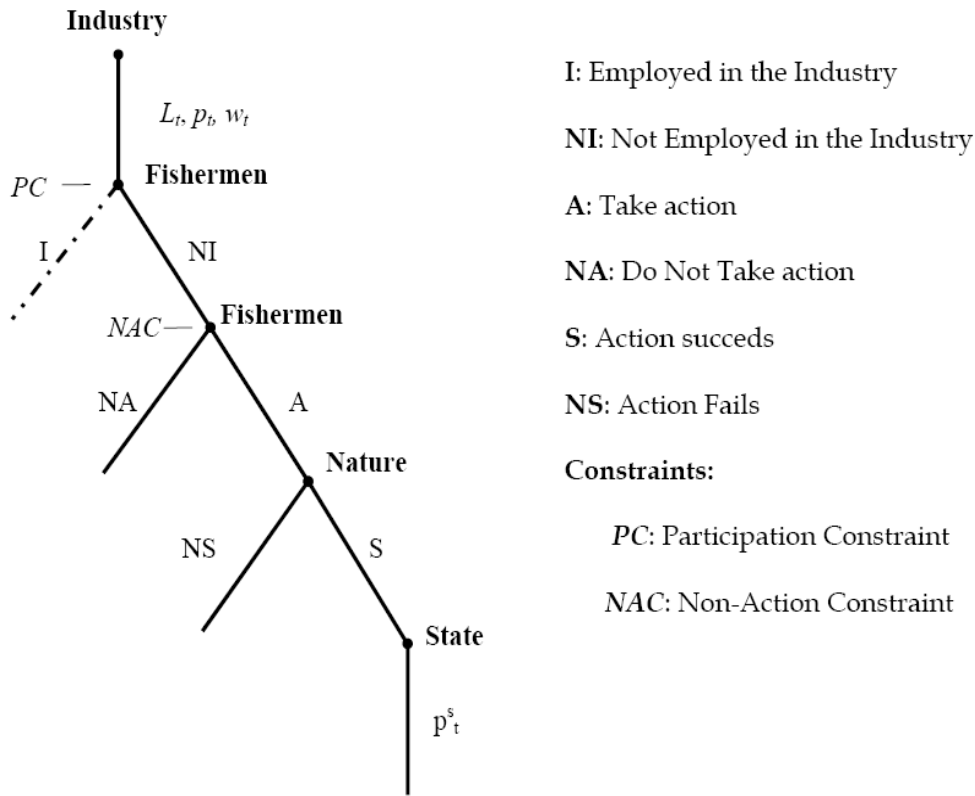 Industry
L_t, p_t, w_t
PC
Fishermen
I
NI
NAC
Fishermen
NA
A
Nature
NS
S
State
p^s_t
I: Employed in the Industry
NI: Not Employed in the Industry
A: Take action
NA: Do Not Take action
S: Action succeds
NS: Action Fails
Constraints:
PC: Participation Constraint
NAC: Non-Action Constraint